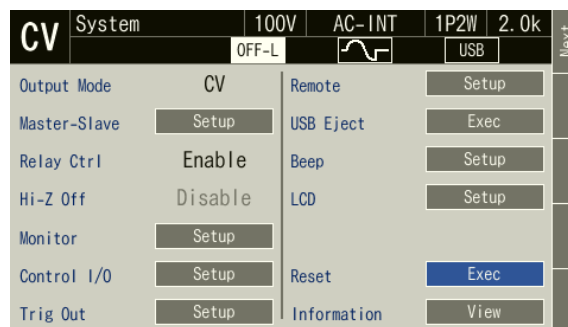 CV System 100V AC-INT 1P2W 2.0k
OFF-L USB
Next
Output Mode CV
Master-Slave Setup
Relay Ctrl Enable
Hi-Z Off Disable
Monitor Setup
Control I/O Setup
Trig Out Setup
Remote Setup
USB Eject Exec
Beep Setup
LCD Setup
Reset Exec
Information View